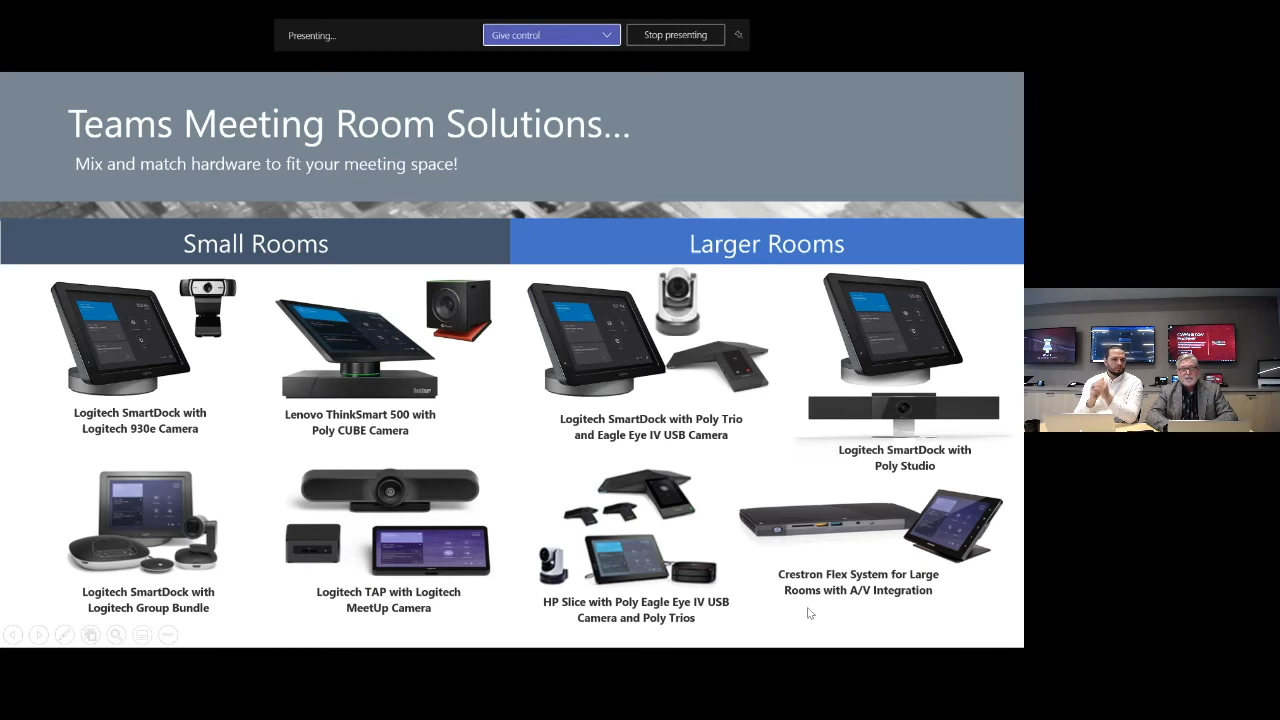 Presenting...
Give control
Stop presenting
Teams Meeting Room Solutions...
Mix and match hardware to fit your meeting space!
Small Rooms
Larger Rooms
Logitech SmartDock with
Logitech 930e Camera
Lenovo ThinkSmart 500 with
Poly CUBE Camera
Logitech SmartDock with Poly Trio
and Eagle Eye IV USB Camera
Logitech SmartDock with
Poly Studio
Logitech SmartDock with
Logitech Group Bundle
Logitech TAP with Logitech
MeetUp Camera
HP Slice with Poly Eagle Eye IV USB
Camera and Poly Trios
Crestron Flex System for Large
Rooms with A/V Integration